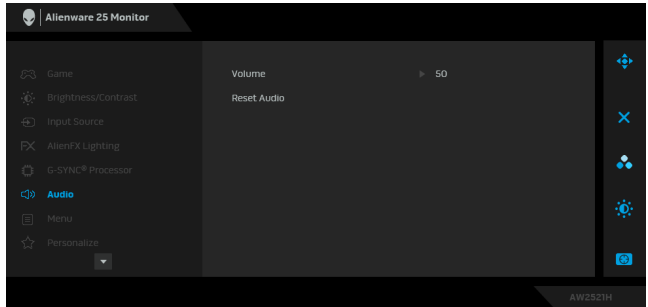 Alienware 25 Monitor
Game
Brightness/Contrast
Input Source
FX AlienFX Lighting
G-SYNC® Processor
Audio
Menu
Personalize
Volume 50
Reset Audio
AW2521H